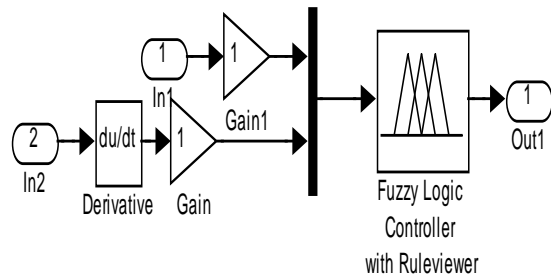 1
In1
1
Gain1
2
In2
du/dt
Derivative
1
Gain
Fuzzy Logic
Controller
with Ruleviewer
1
Out1